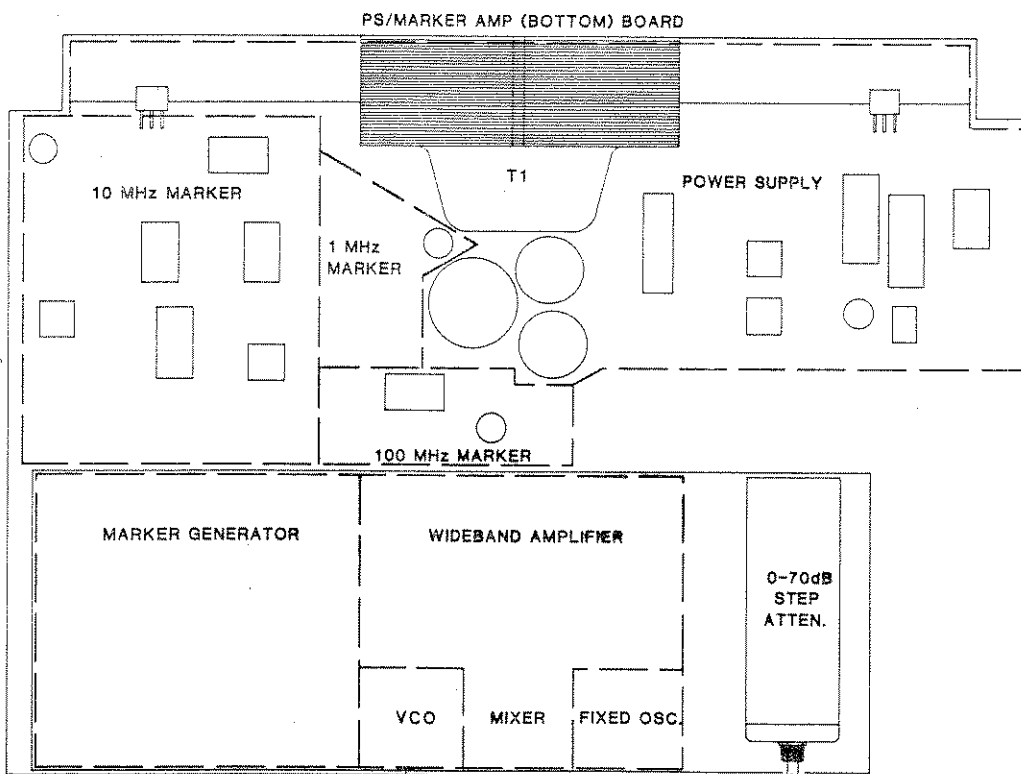 PS/MARKER AMP (BOTTOM) BOARD
T1
POWER SUPPLY
10 MHz MARKER
1 MHz
MARKER
100 MHz MARKER
MARKER GENERATOR
WIDEBAND AMPLIFIER
0-70dB
STEP
ATTEN.
VCO
MIXER
FIXED OSC.